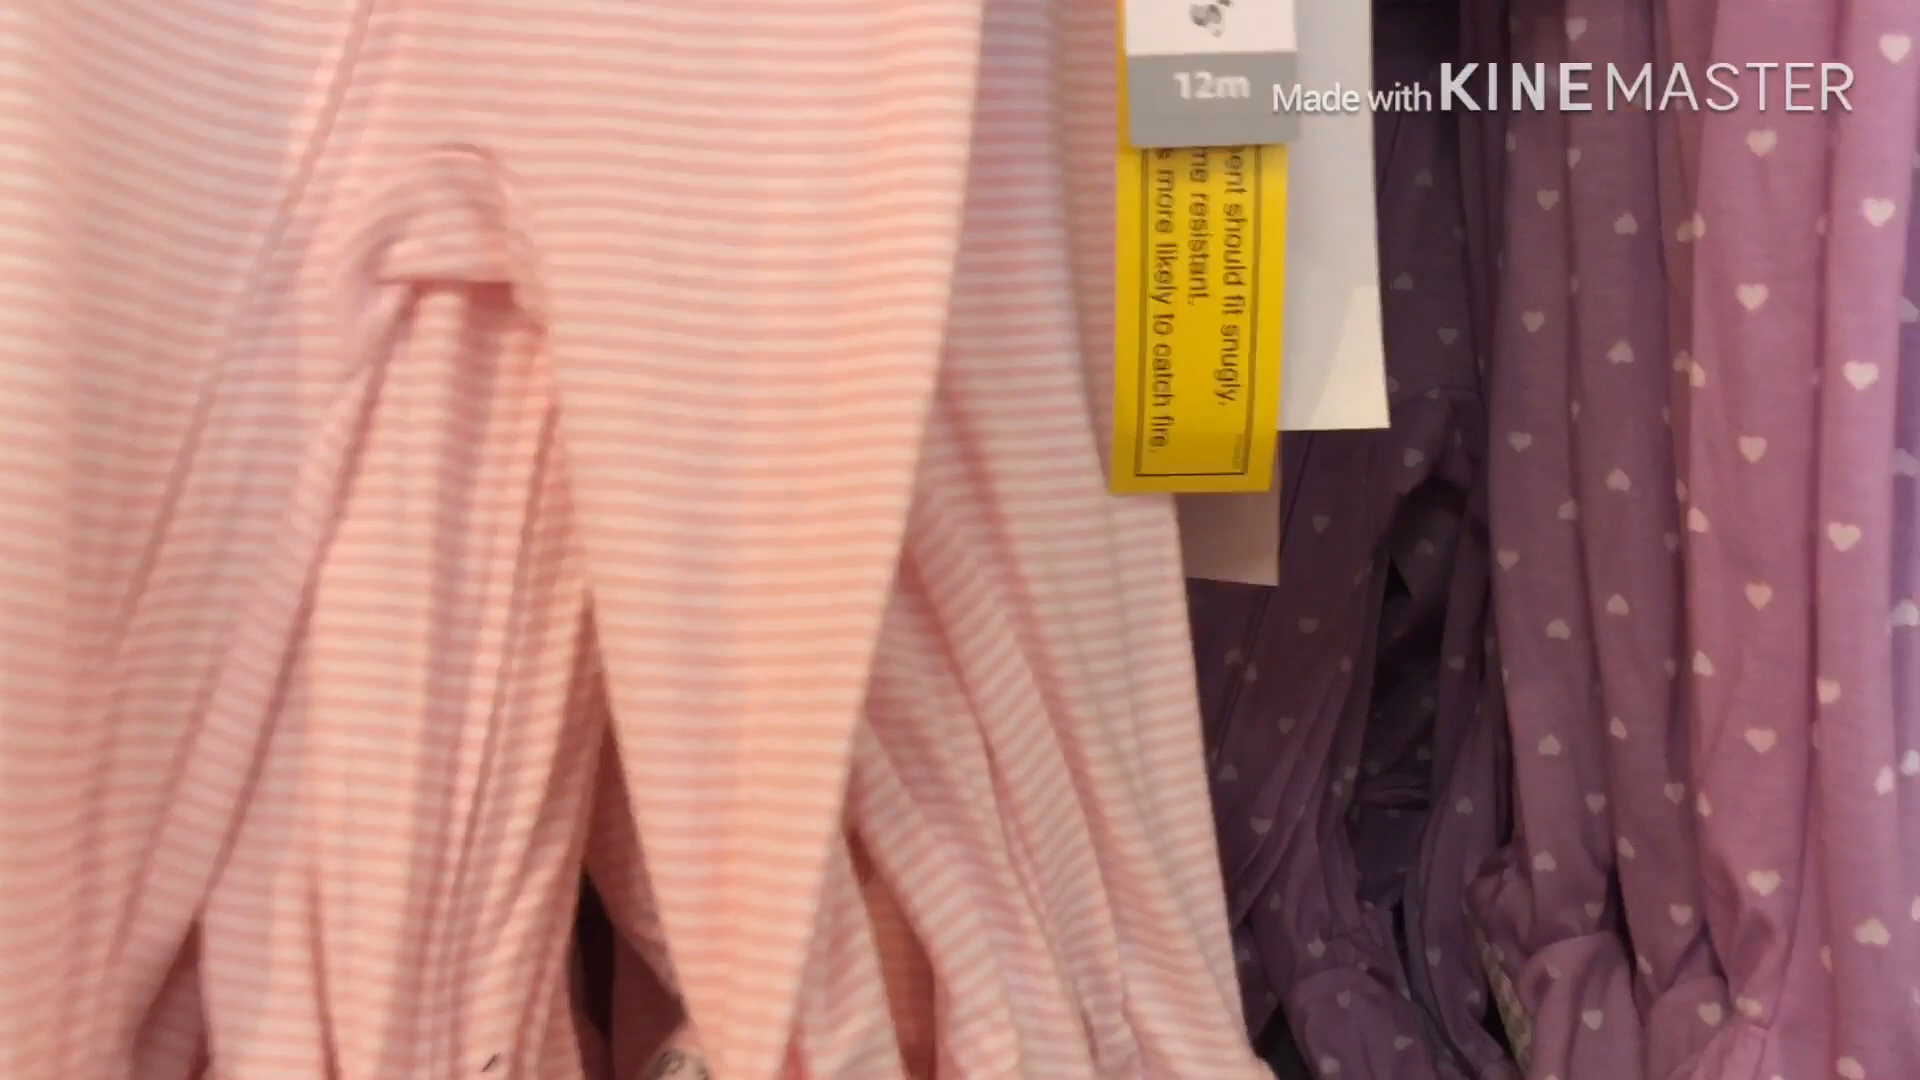 's
12m
Made with KINEMASTER
ent should fit snugly.
me resistant.
s more likely to catch fire.